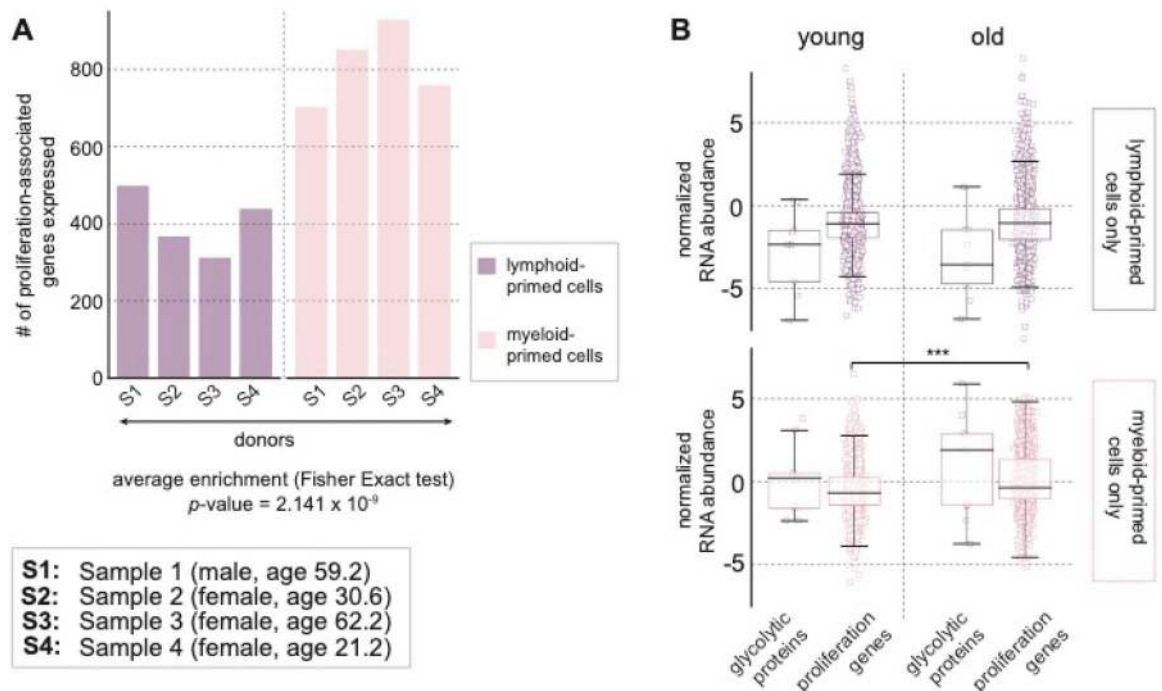 A
# of proliferation-associated
genes expressed
800
600
400
200
0
S1
S2
S3
S4
S1
S2
S3
S4
donors
average enrichment (Fisher Exact test)
p-value = 2.141 x 10⁻⁹
lymphoid-
primed cells
myeloid-
primed cells
S1: Sample 1 (male, age 59.2)
S2: Sample 2 (female, age 30.6)
S3: Sample 3 (female, age 62.2)
S4: Sample 4 (female, age 21.2)
B
young
old
normalized
RNA abundance
5
0
-5
lymphoid-primed
cells only
***
normalized
RNA abundance
5
0
-5
myeloid-primed
cells only
glycolytic
proteins
proliferation
genes
glycolytic
proteins
proliferation
genes